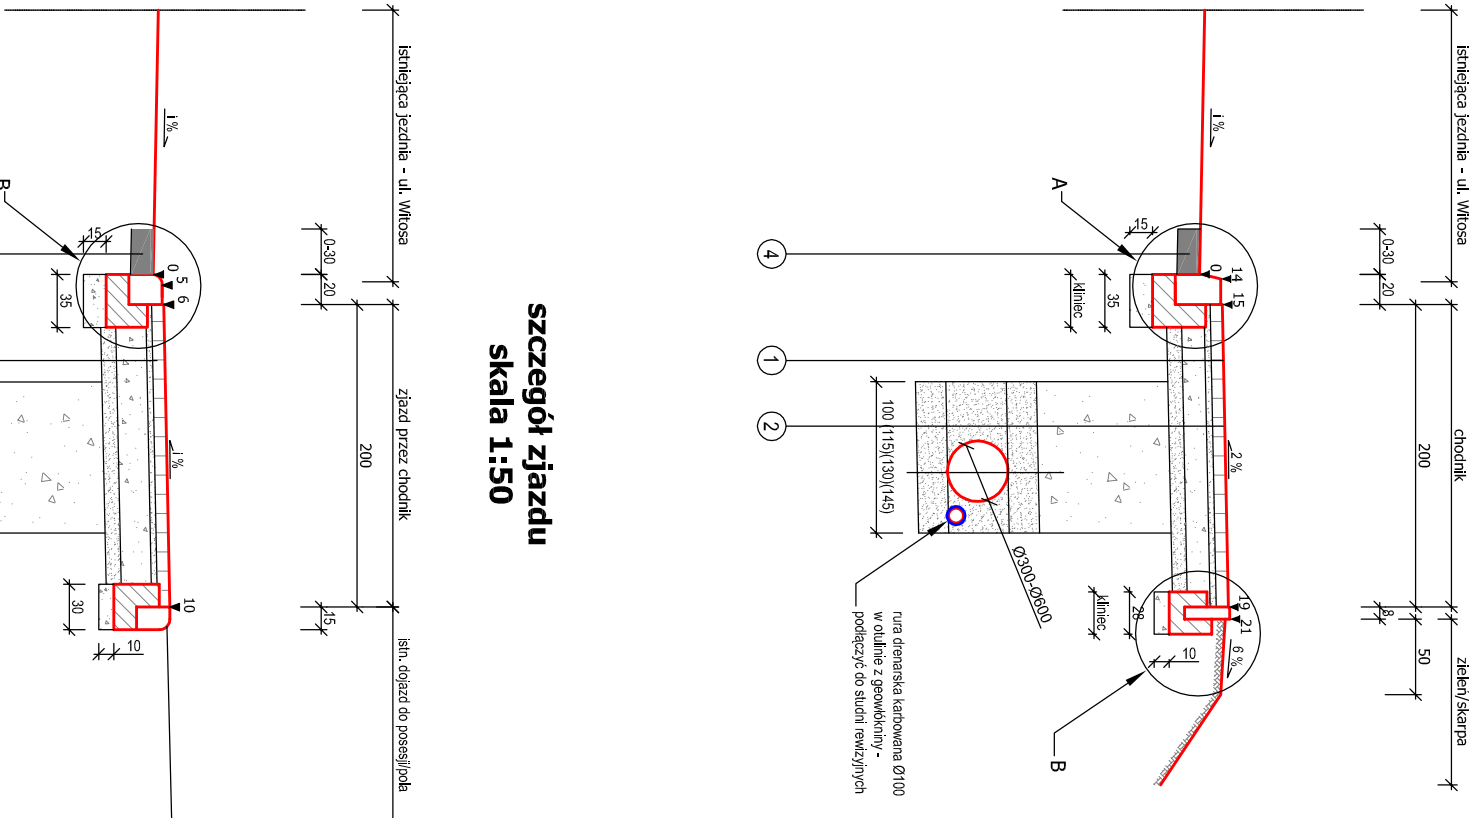 istniejąca jezdnia - ul. Witosa
chodnik
zieleń/skarpa
0-30
20
200
8
50
i%
2%
6%
A
15
0
14
15
35
kliniec
19
21
28
kliniec
10
B
4
1
2
100 (115)(130)(145)
Ø300-Ø600
rura drenarska karbowana Ø100
w otulinie z geowłókniny -
podłączyć do studni rewizyjnych
szczegół zjazdu
skala 1:50
istniejąca jezdnia - ul. Witosa
zjazd przez chodnik
istn. dojazd do posesji/pola
0-30
20
200
15
i%
i%
B
15
0
5
6
35
10
30
10